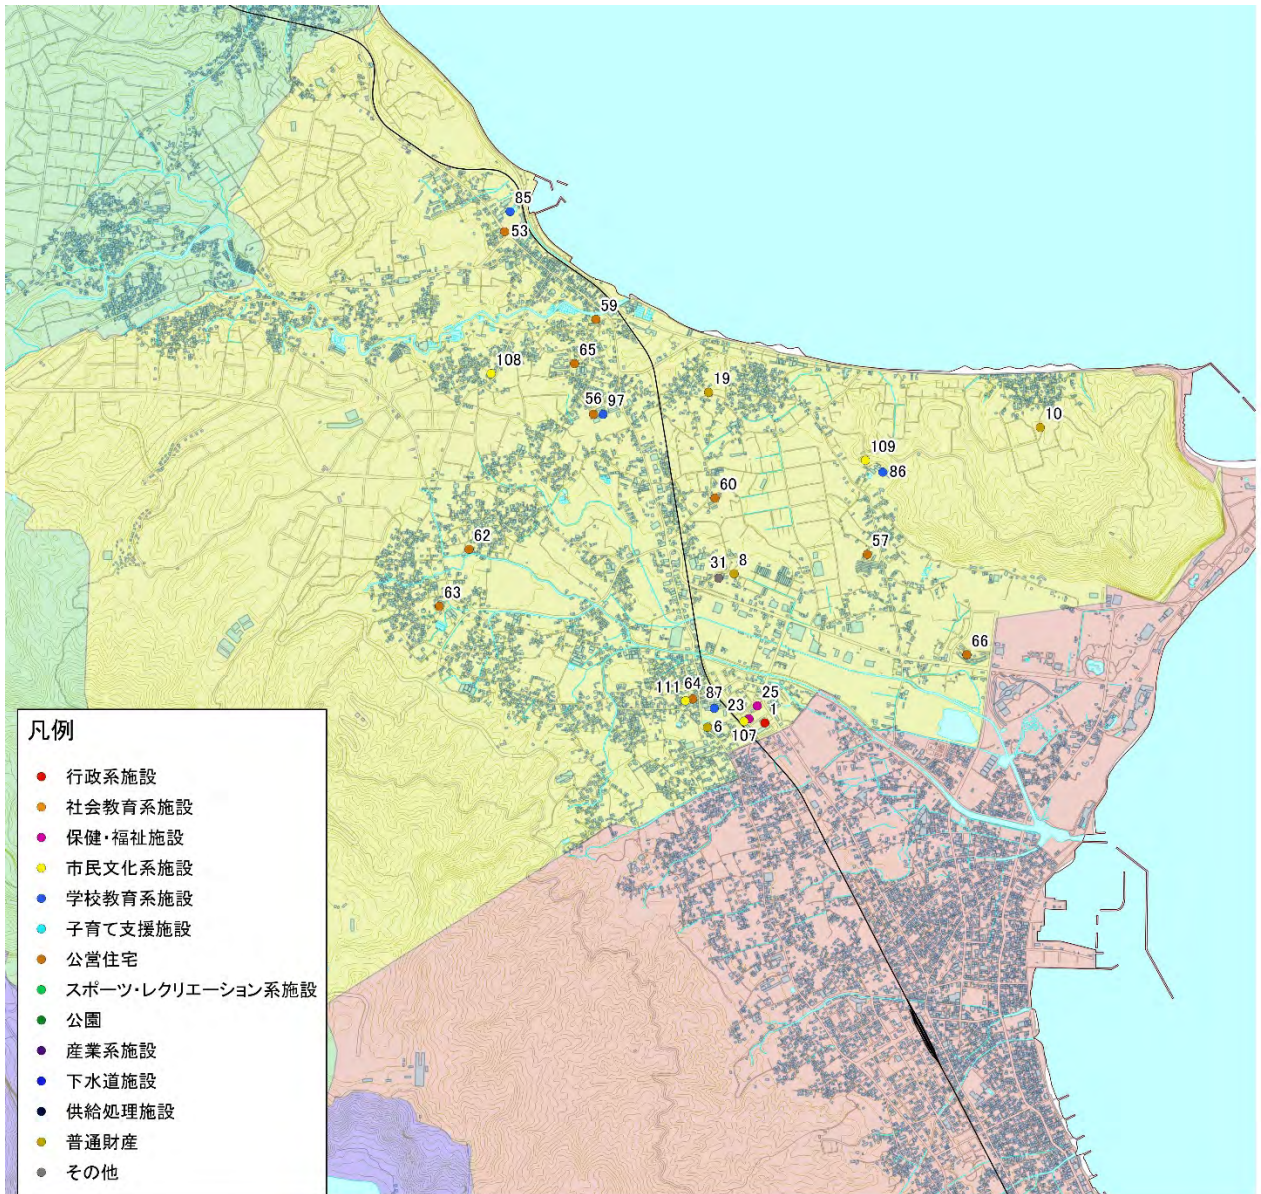 85
53
59
65
108
56 97
19
10
109
86
60
57
62
31
8
63
66
111
64
87
25
23
1
6
107
凡例
行政系施設
社会教育系施設
保健・福祉施設
市民文化系施設
学校教育系施設
子育て支援施設
公営住宅
スポーツ・レクリエーション系施設
公園
産業系施設
下水道施設
供給処理施設
普通財産
その他